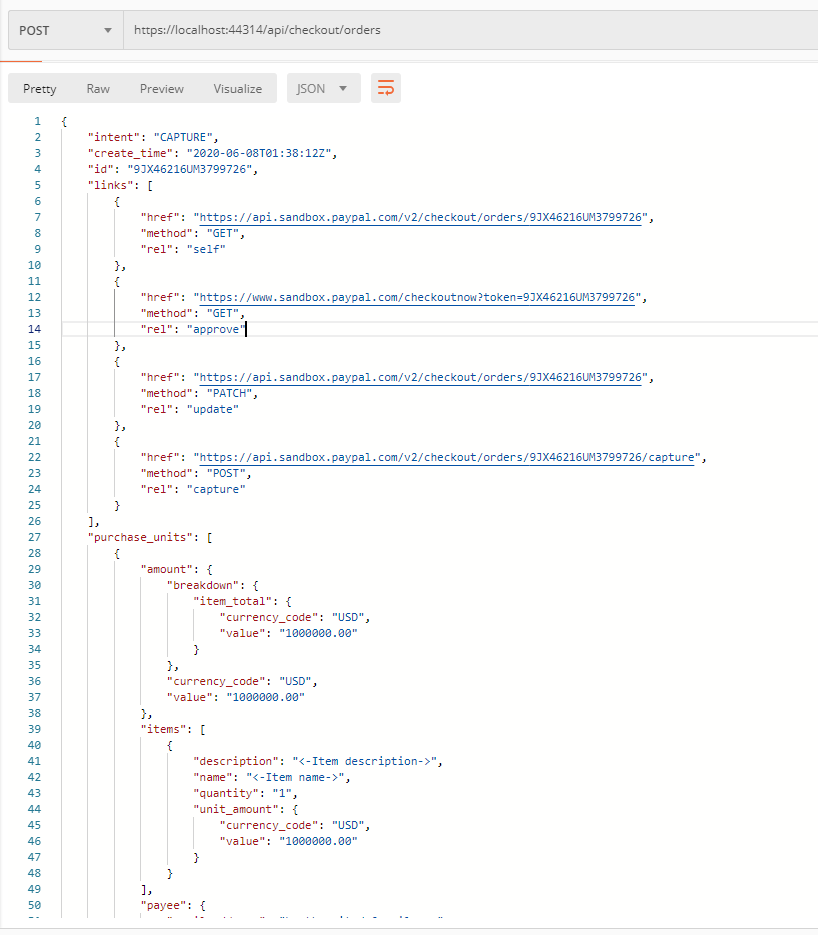 POST https://localhost:44314/api/checkout/orders
Pretty Raw Preview Visualize JSON
1 {
2 "intent": "CAPTURE",
3 "create_time": "2020-06-08T01:38:12Z",
4 "id": "9JX46216UM3799726",
5 "links": [
6 {
7 "href": "https://api.sandbox.paypal.com/v2/checkout/orders/9JX46216UM3799726",
8 "method": "GET",
9 "rel": "self"
10 },
11 {
12 "href": "https://www.sandbox.paypal.com/checkoutnow?token=9JX46216UM3799726",
13 "method": "GET",
14 "rel": "approve"
15 },
16 {
17 "href": "https://api.sandbox.paypal.com/v2/checkout/orders/9JX46216UM3799726",
18 "method": "PATCH",
19 "rel": "update"
20 },
21 {
22 "href": "https://api.sandbox.paypal.com/v2/checkout/orders/9JX46216UM3799726/capture",
23 "method": "POST",
24 "rel": "capture"
25 }
26 ],
27 "purchase_units": [
28 {
29 "amount": {
30 "breakdown": {
31 "item_total": {
32 "currency_code": "USD",
33 "value": "1000000.00"
34 }
35 },
36 "currency_code": "USD",
37 "value": "1000000.00"
38 },
39 "items": [
40 {
41 "description": "<-Item description->",
42 "name": "<-Item name->",
43 "quantity": "1",
44 "unit_amount": {
45 "currency_code": "USD",
46 "value": "1000000.00"
47 }
48 }
49 ],
50 "payee": {